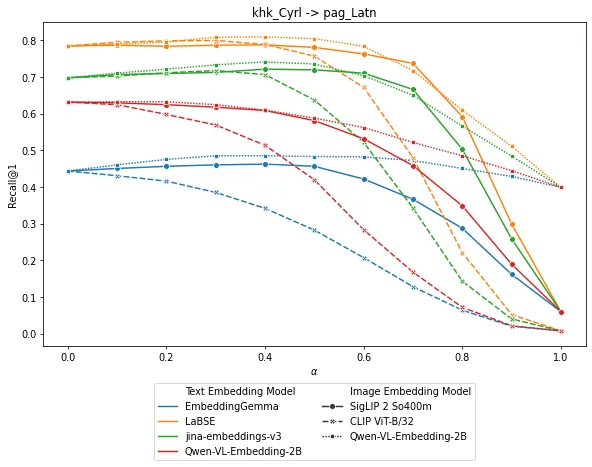 khk_Cyrl -> pag_Latn
Recall@1
0.8
0.7
0.6
0.5
0.4
0.3
0.2
0.1
0.0
0.0 0.2 0.4 0.6 0.8 1.0
α
Text Embedding Model Image Embedding Model
EmbeddingGemma SigLIP 2 So400m
LaBSE CLIP ViT-B/32
jina-embeddings-v3 Qwen-VL-Embedding-2B
Qwen-VL-Embedding-2B